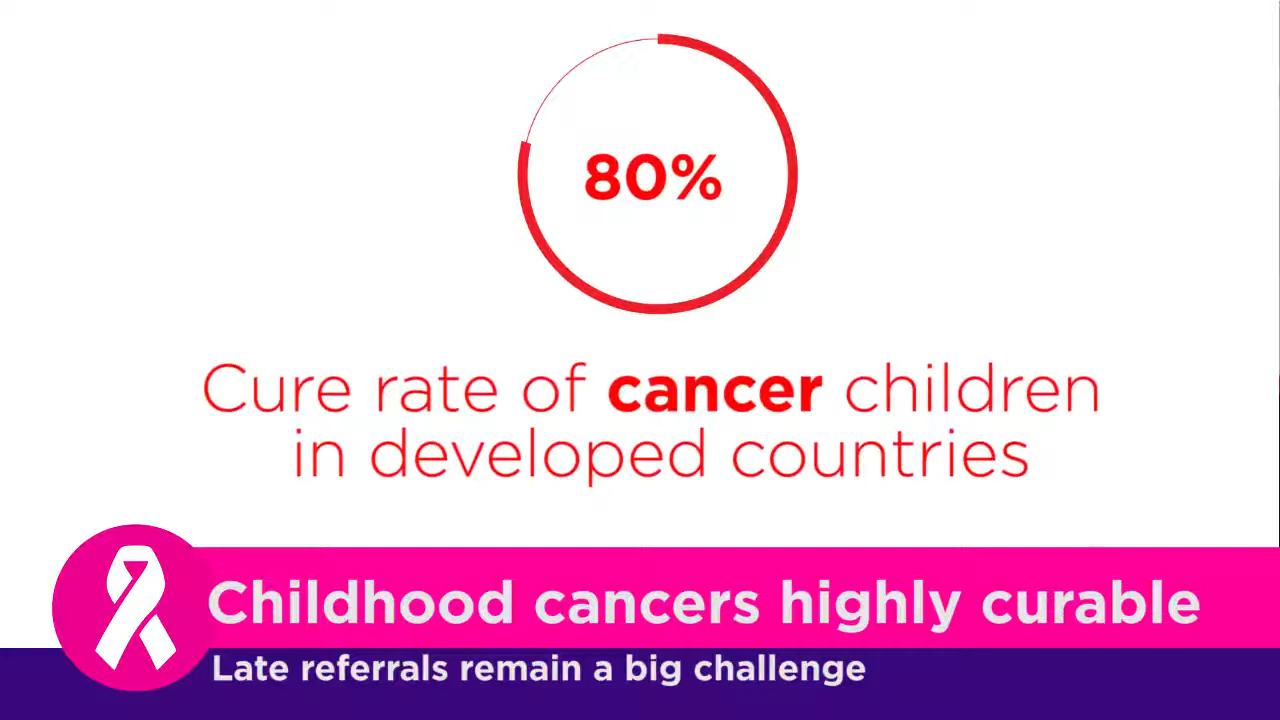 80%
Cure rate of cancer children
in developed countries
Childhood cancers highly curable
Late referrals remain a big challenge